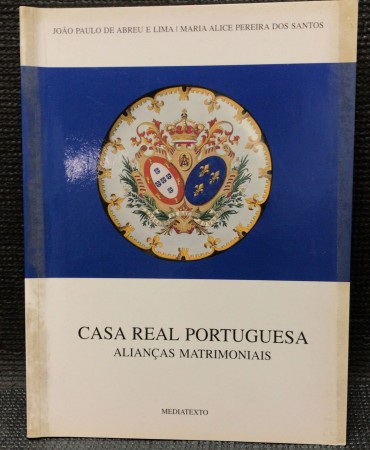 JOÃO PAULO DE ABREU E LIMA | MARIA ALICE PEREIRA DOS SANTOS
CASA REAL PORTUGUESA
ALIANÇAS MATRIMONIAIS
MEDIATEXTO